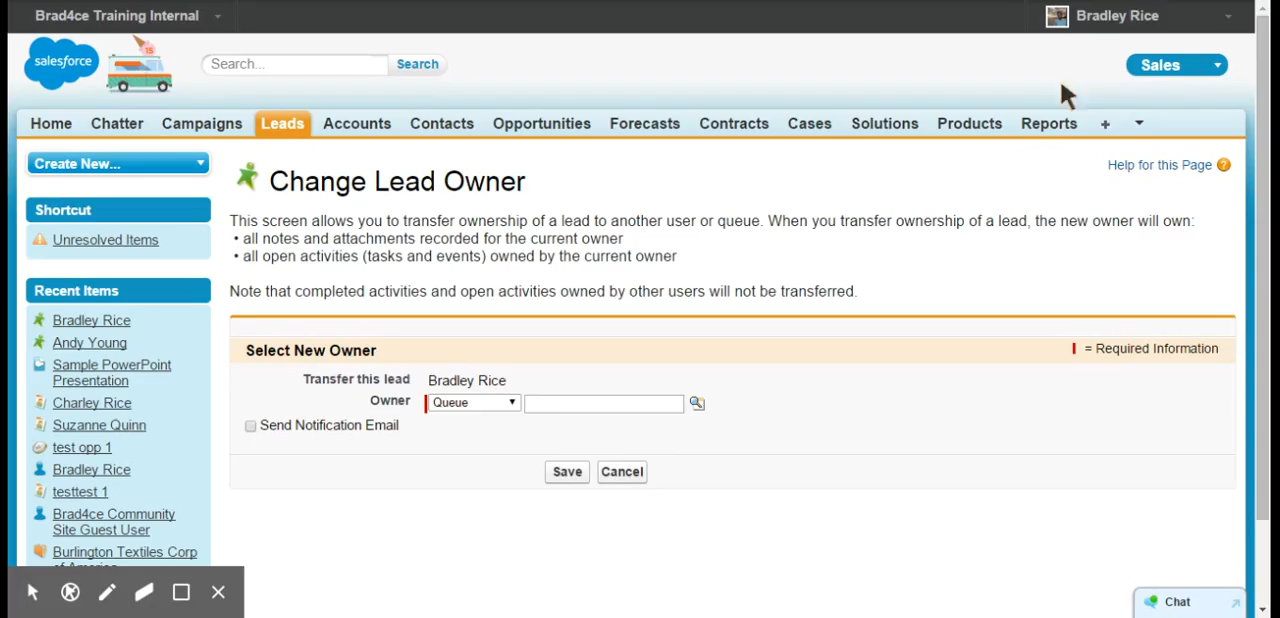 Brad4ce Training Internal
Bradley Rice
salesforce
15
Search...
Search
Sales
Home Chatter Campaigns Leads Accounts Contacts Opportunities Forecasts Contracts Cases Solutions Products Reports +
Create New...
Help for this Page ?
Change Lead Owner
Shortcut
Unresolved Items
This screen allows you to transfer ownership of a lead to another user or queue. When you transfer ownership of a lead, the new owner will own:
• all notes and attachments recorded for the current owner
• all open activities (tasks and events) owned by the current owner
Note that completed activities and open activities owned by other users will not be transferred.
Recent Items
Bradley Rice
Andy Young
Sample PowerPoint
Presentation
Charley Rice
Suzanne Quinn
test opp 1
Bradley Rice
testtest 1
Brad4ce Community
Site Guest User
Burlington Textiles Corp
of America
Select New Owner
= Required Information
Transfer this lead Bradley Rice
Owner Queue
Send Notification Email
Save Cancel
Chat